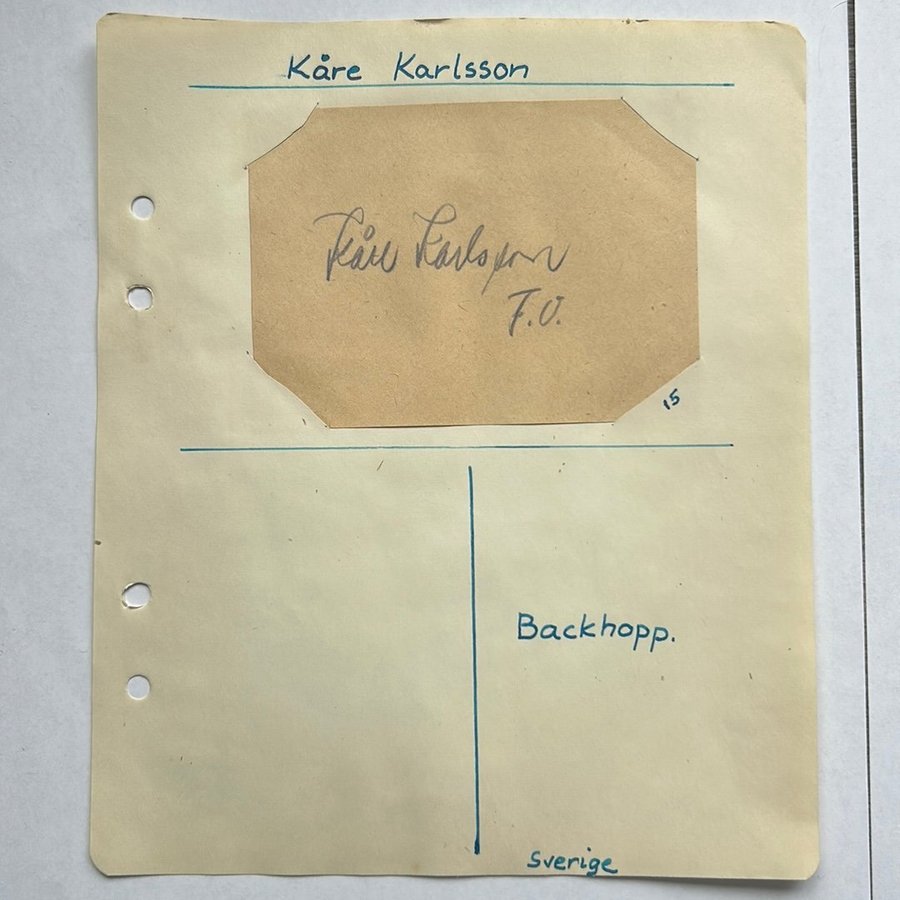 Kåre Karlsson
Kåre Karlsson
F.U.
15
Backhopp.
Sverige